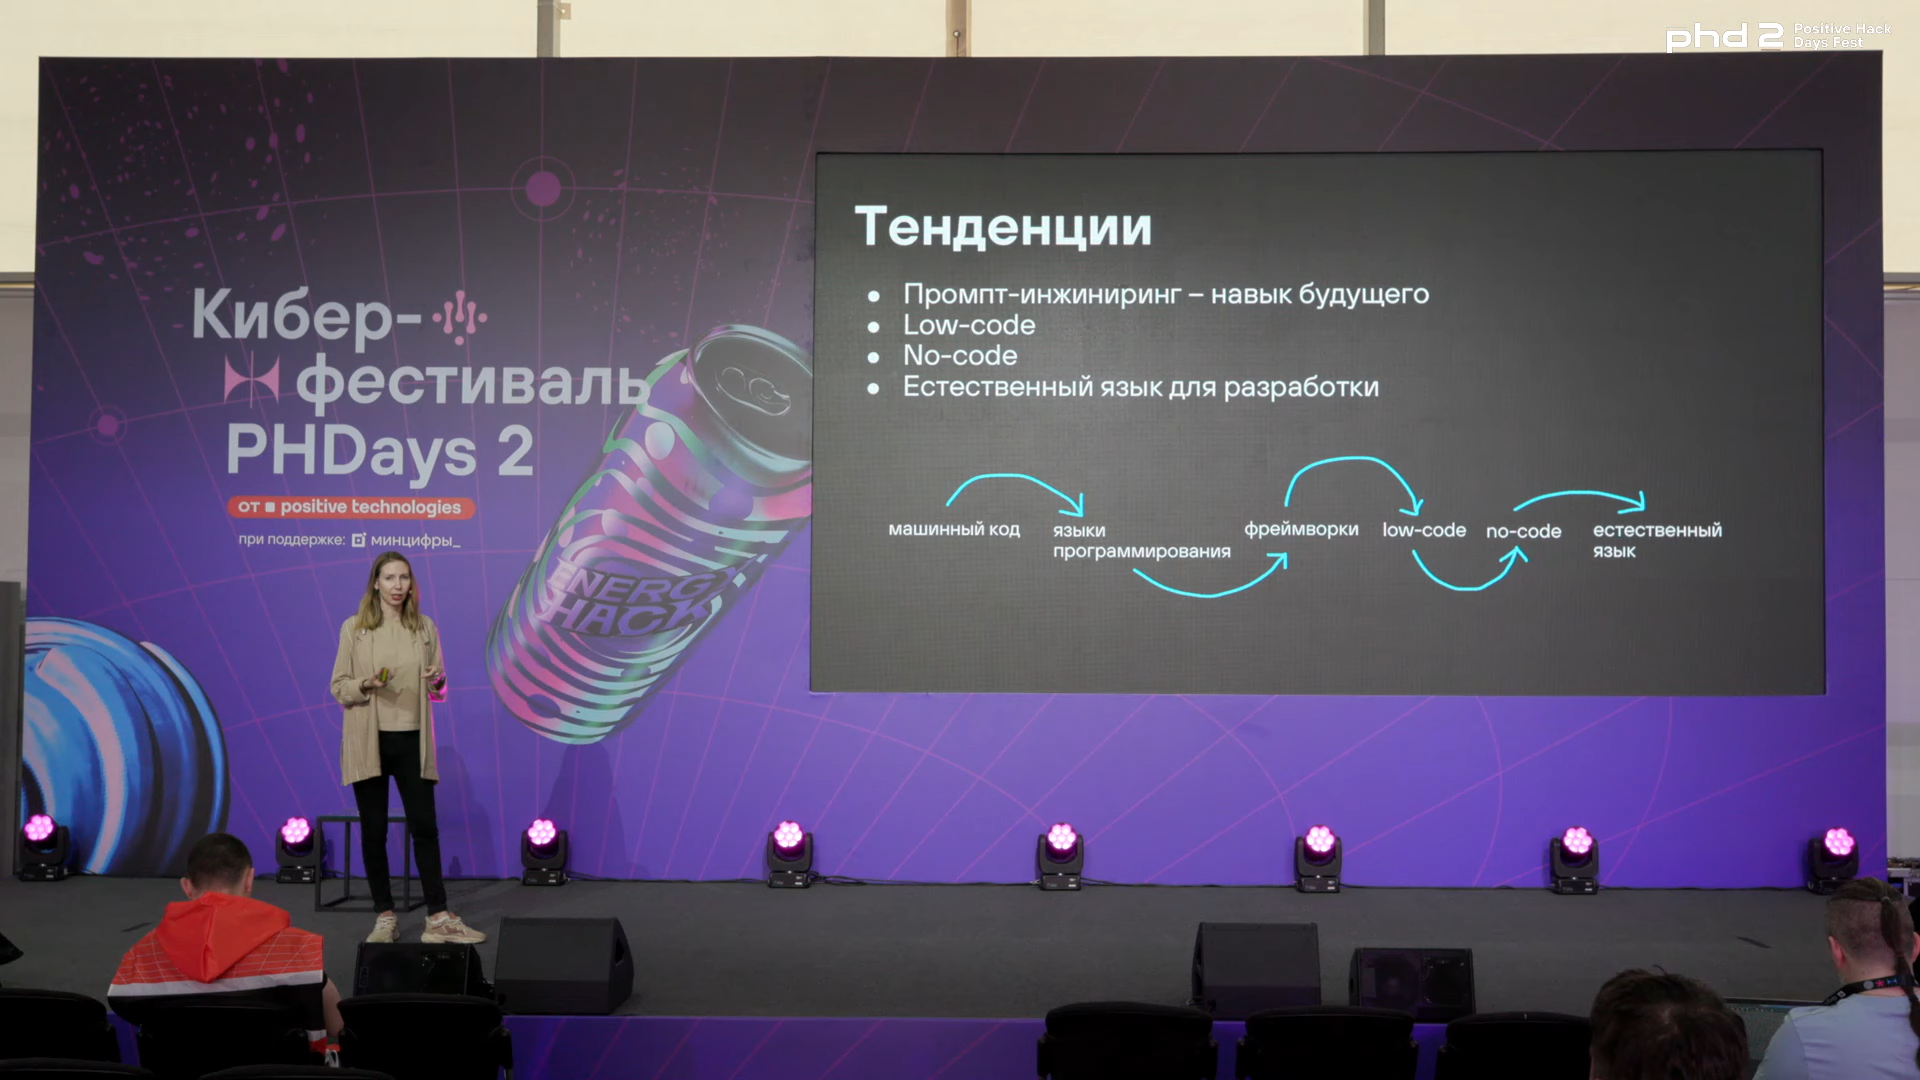 phd 2 Positive Hack
Days Fest
Кибер-
фестиваль
PHDays 2
от positive technologies
при поддержке: минцифры_
ENERGY
HACK
Тенденции
● Промпт-инжиниринг – навык будущего
● Low-code
● No-code
● Естественный язык для разработки
машинный код
языки
программирования
фреймворки
low-code
no-code
естественный
язык